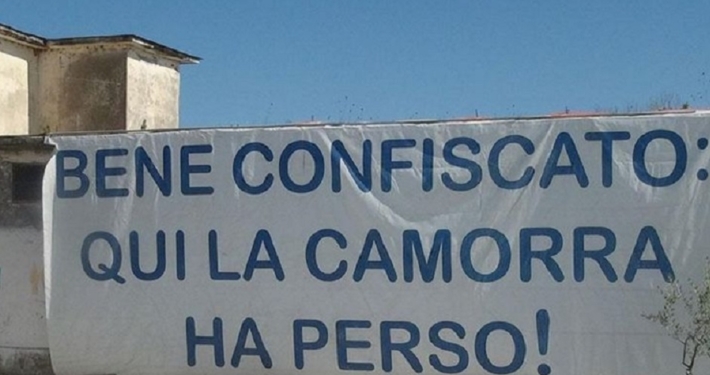 BENE CONFISCATO:
QUI LA CAMORRA
HA PERSO!